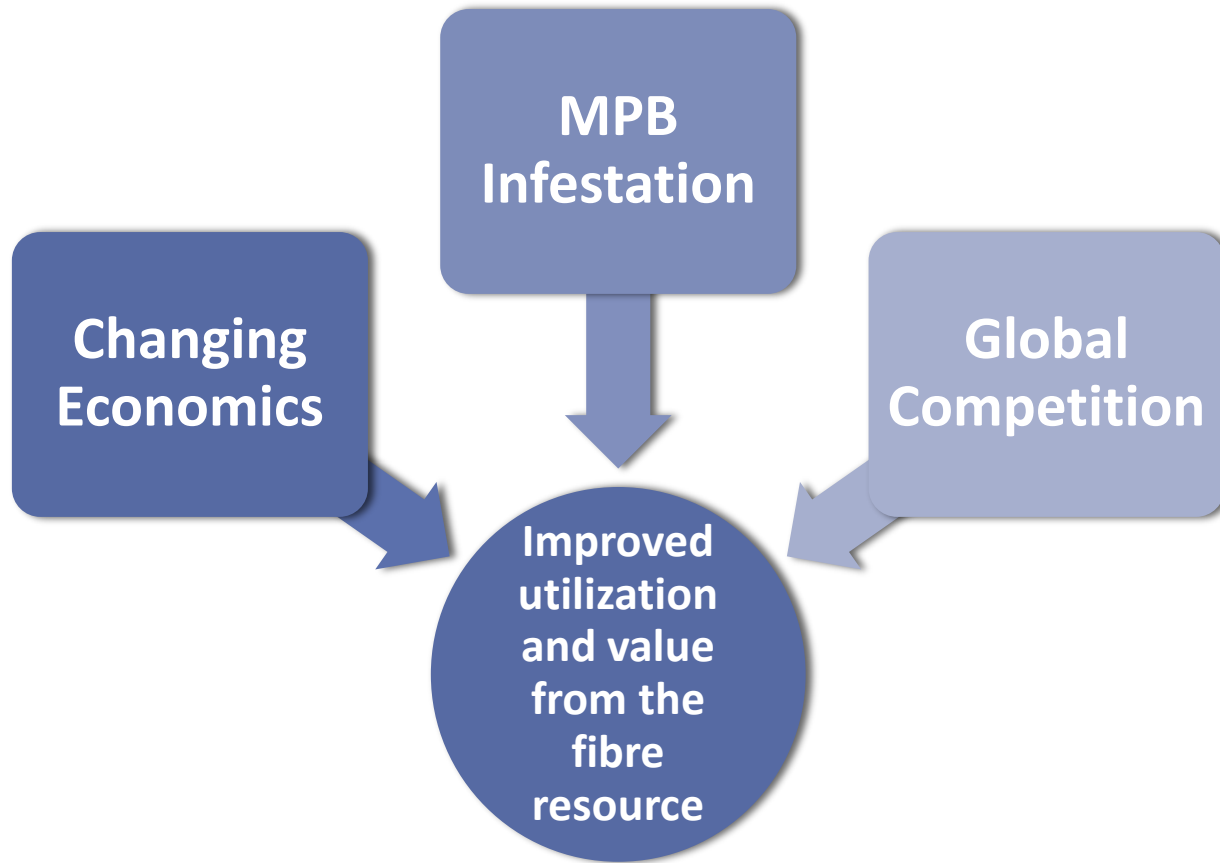 MPB
Infestation
Changing
Economics
Global
Competition
Improved
utilization
and value
from the
fibre
resource